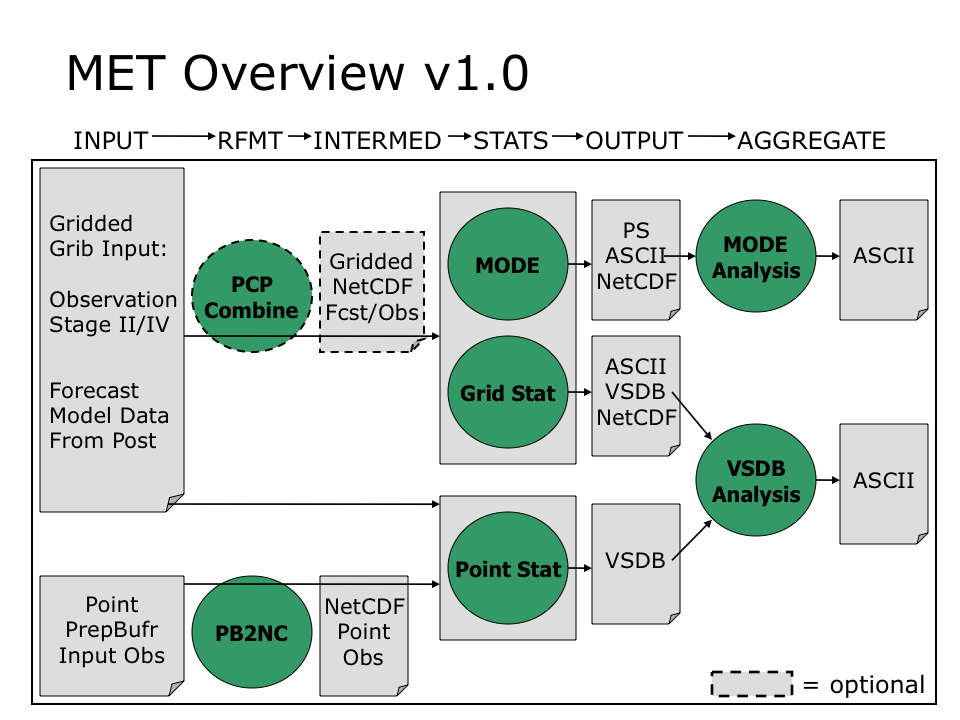 MET Overview v1.0
INPUT RFMT INTERMED STATS OUTPUT AGGREGATE
Gridded
Grib Input:
Observation
Stage II/IV
Forecast
Model Data
From Post
PCP
Combine
Gridded
NetCDF
Fcst/Obs
MODE
PS
ASCII
NetCDF
MODE
Analysis
ASCII
Grid Stat
ASCII
VSDB
NetCDF
VSDB
Analysis
ASCII
Point Stat
VSDB
Point
PrepBufr
Input Obs
PB2NC
NetCDF
Point
Obs
= optional